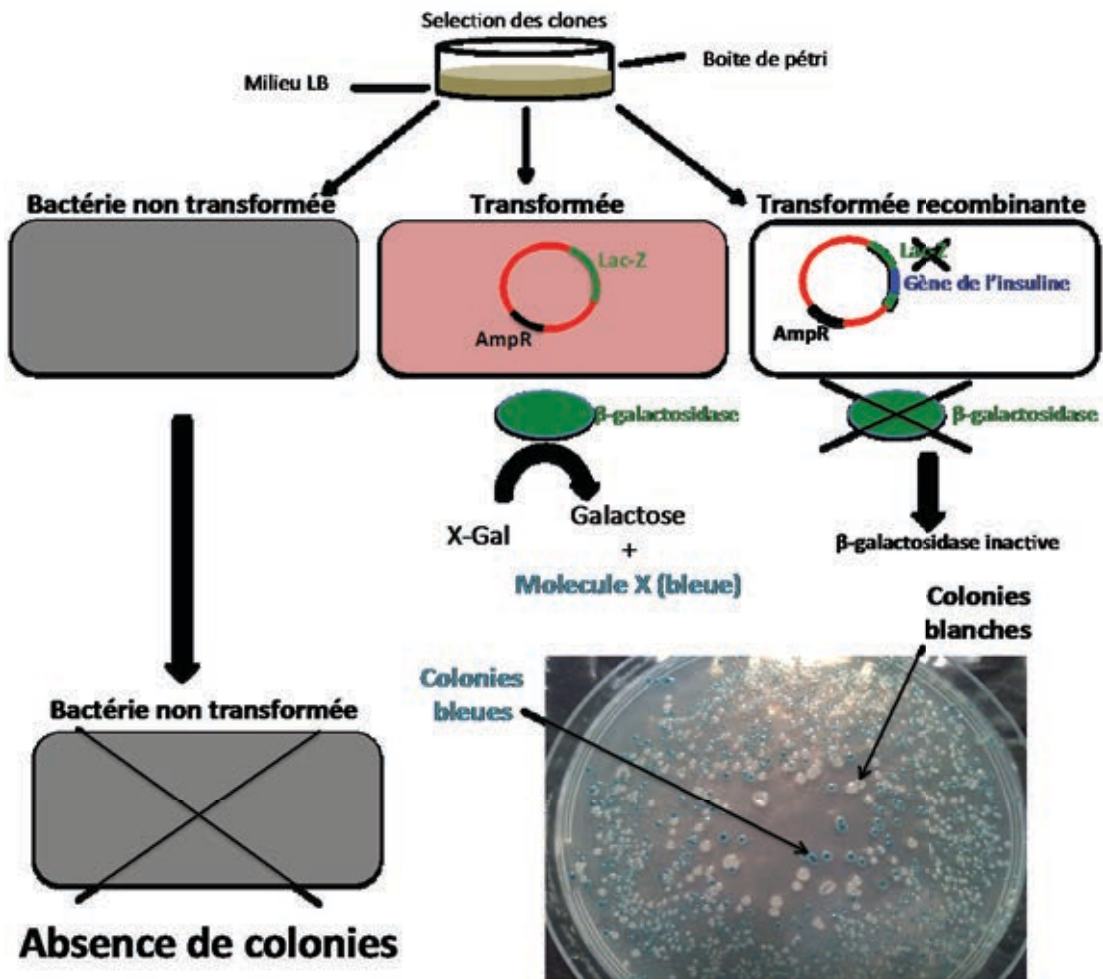 Selection des clones
Boite de pétri
Milieu LB
Bactérie non transformée
Transformée
Transformée recombinante
Lac-Z
AmpR
Lac-Z
Gène de l'insuline
AmpR
β-galactosidase
X-Gal
Galactose
+
Molecule X (bleue)
β-galactosidase
β-galactosidase inactive
Bactérie non transformée
Absence de colonies
Colonies
bleues
Colonies
blanches